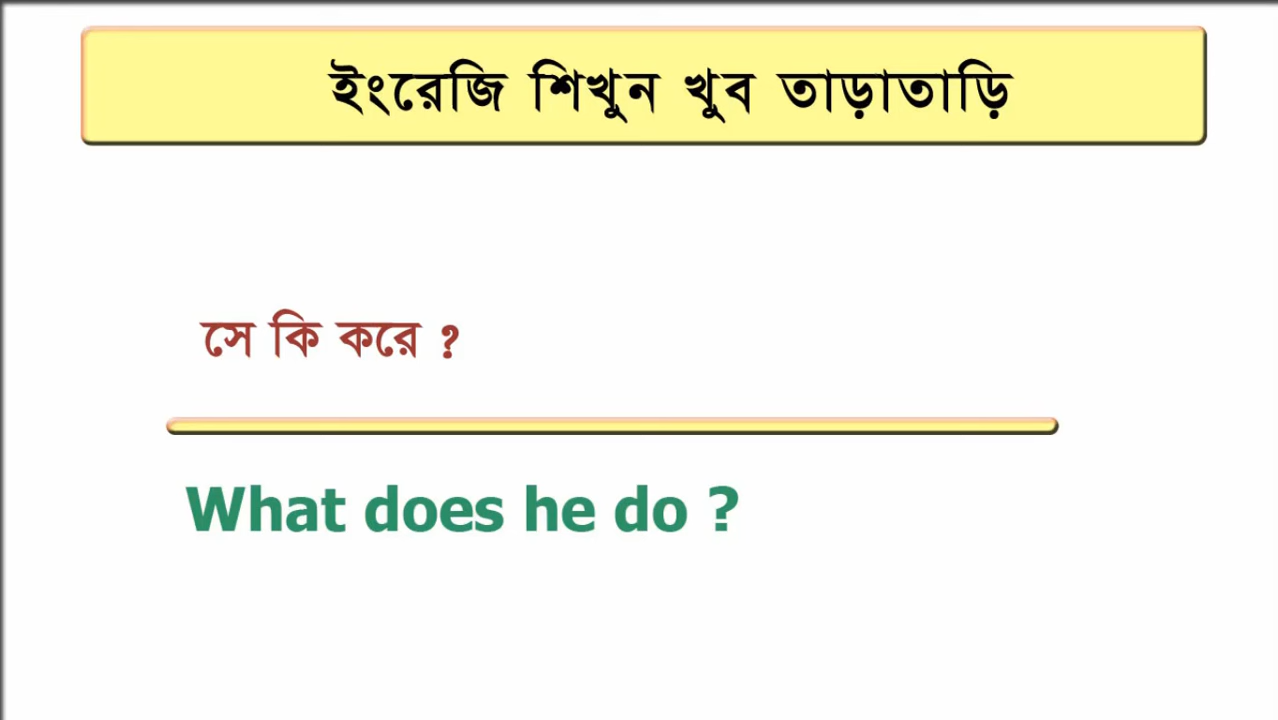 ইংরেজি শিখুন খুব তাড়াতাড়ি
সে কি করে ?
What does he do ?